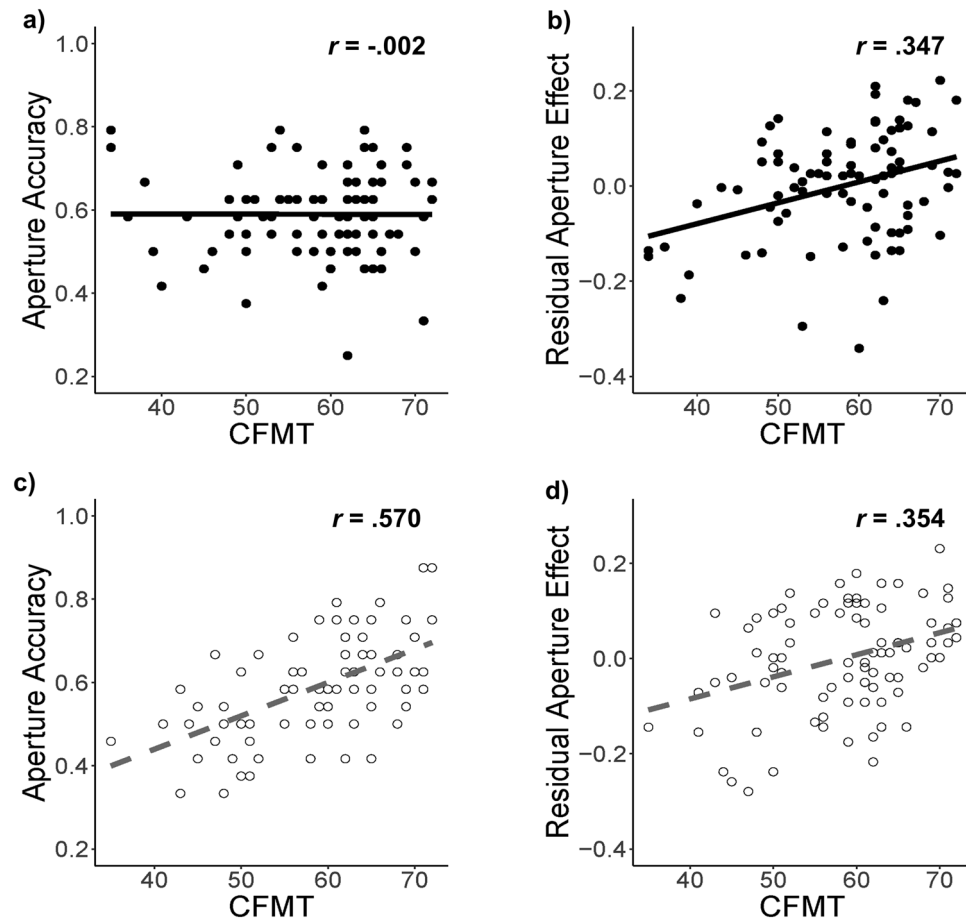 a)
r = -.002
Aperture Accuracy
1.0
0.8
0.6
0.4
0.2
40 50 60 70
CFMT
b)
r = .347
Residual Aperture Effect
0.2
0.0
−0.2
−0.4
40 50 60 70
CFMT
c)
r = .570
Aperture Accuracy
1.0
0.8
0.6
0.4
0.2
40 50 60 70
CFMT
d)
r = .354
Residual Aperture Effect
0.2
0.0
−0.2
−0.4
40 50 60 70
CFMT